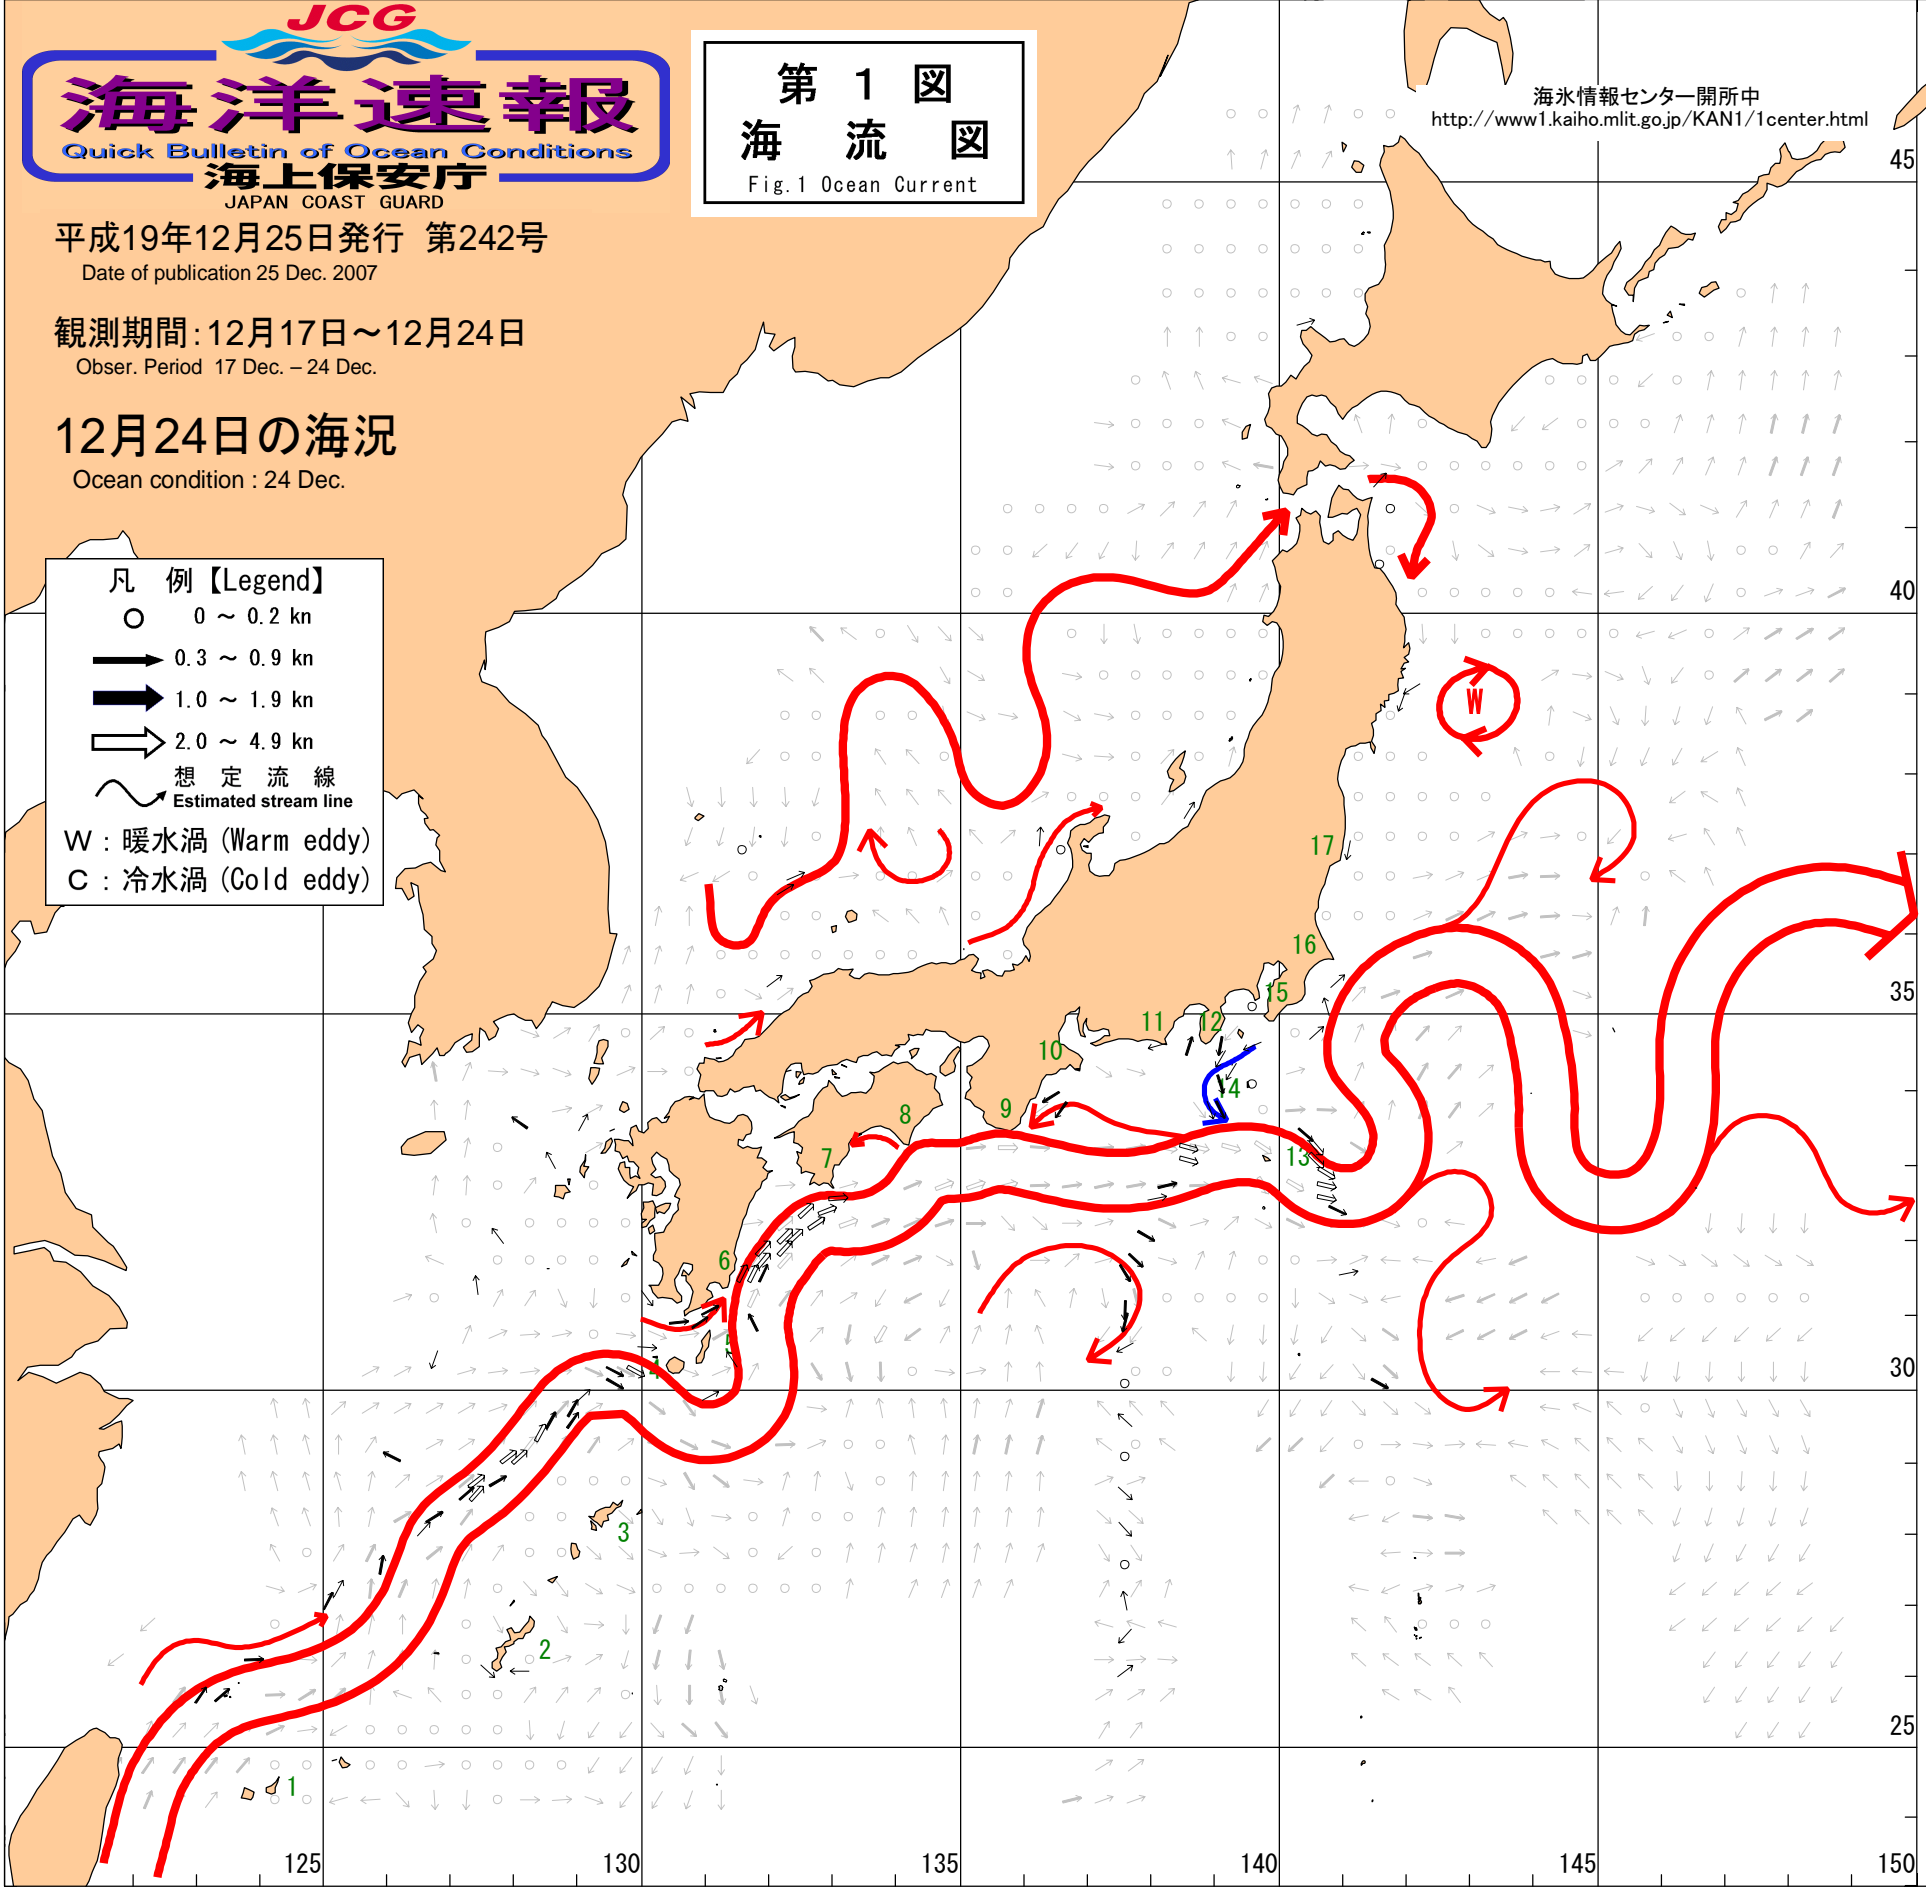 JCG
海洋速報
Quick Bulletin of Ocean Conditions
海上保安庁
JAPAN COAST GUARD
平成19年12月25日発行 第242号
Date of publication 25 Dec. 2007
観測期間:12月17日～12月24日
Obser. Period 17 Dec. – 24 Dec.
12月24日の海況
Ocean condition : 24 Dec.
第 1 図
海 流 図
Fig.1 Ocean Current
海氷情報センター開所中
http://www1.kaiho.mlit.go.jp/KAN1/1center.html
凡 例【Legend】
0 ～ 0.2 kn
0.3 ～ 0.9 kn
1.0 ～ 1.9 kn
2.0 ～ 4.9 kn
想 定 流 線
Estimated stream line
W : 暖水渦 (Warm eddy)
C : 冷水渦 (Cold eddy)
45
40
W
17
16
35
15
11
12
10
14
9
8
7
13
6
5
4
30
3
2
25
1
125
130
135
140
145
150